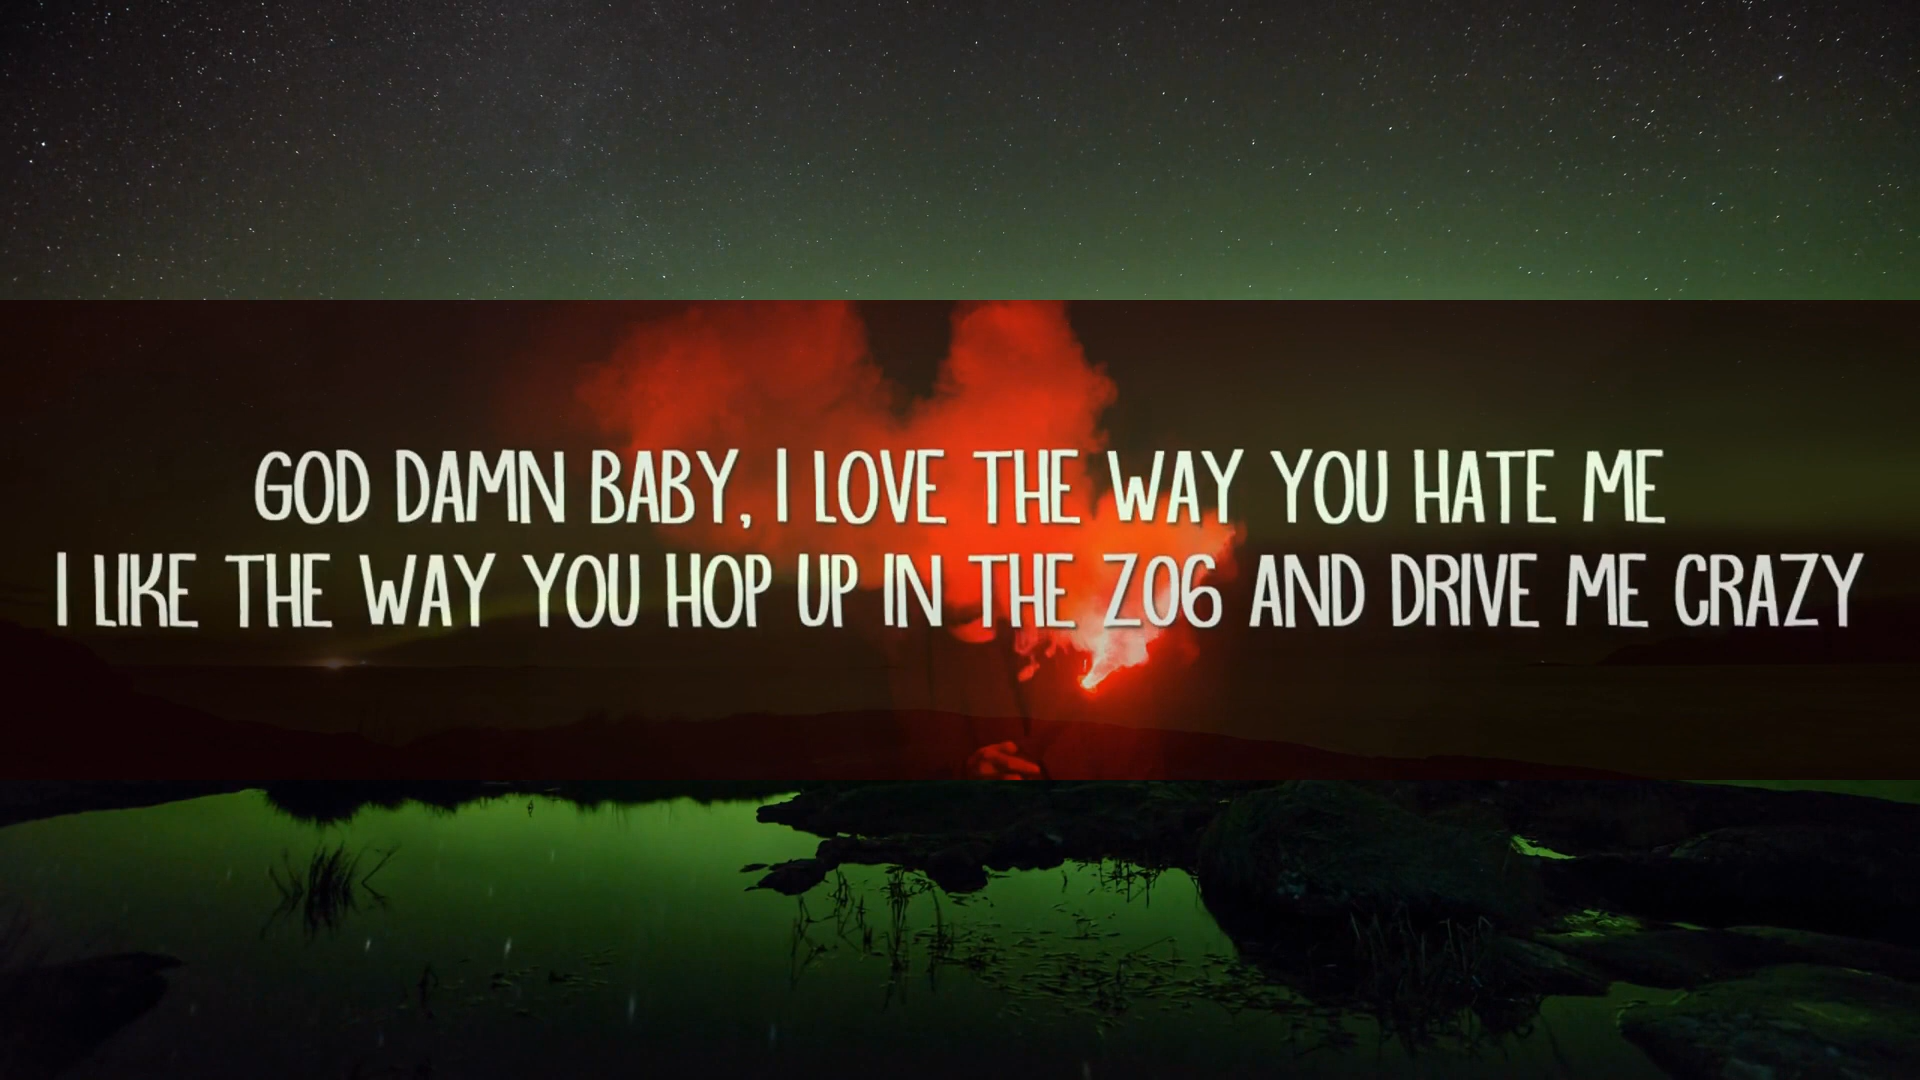 GOD DAMN BABY, I LOVE THE WAY YOU HATE ME
I LIKE THE WAY YOU HOP UP IN THE Z06 AND DRIVE ME CRAZY